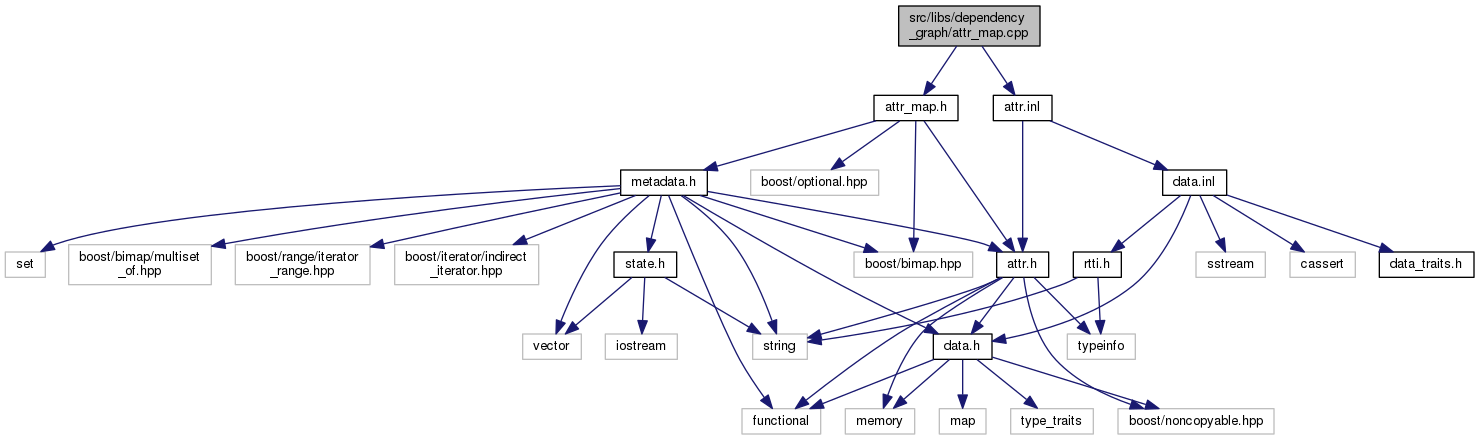 src/libs/dependency
_graph/attr_map.cpp
attr_map.h
attr.inl
metadata.h
boost/optional.hpp
data.inl
set
boost/bimap/multiset
_of.hpp
boost/range/iterator
_range.hpp
boost/iterator/indirect
_iterator.hpp
state.h
boost/bimap.hpp
attr.h
rtti.h
sstream
cassert
data_traits.h
vector
iostream
string
data.h
typeinfo
functional
memory
map
type_traits
boost/noncopyable.hpp